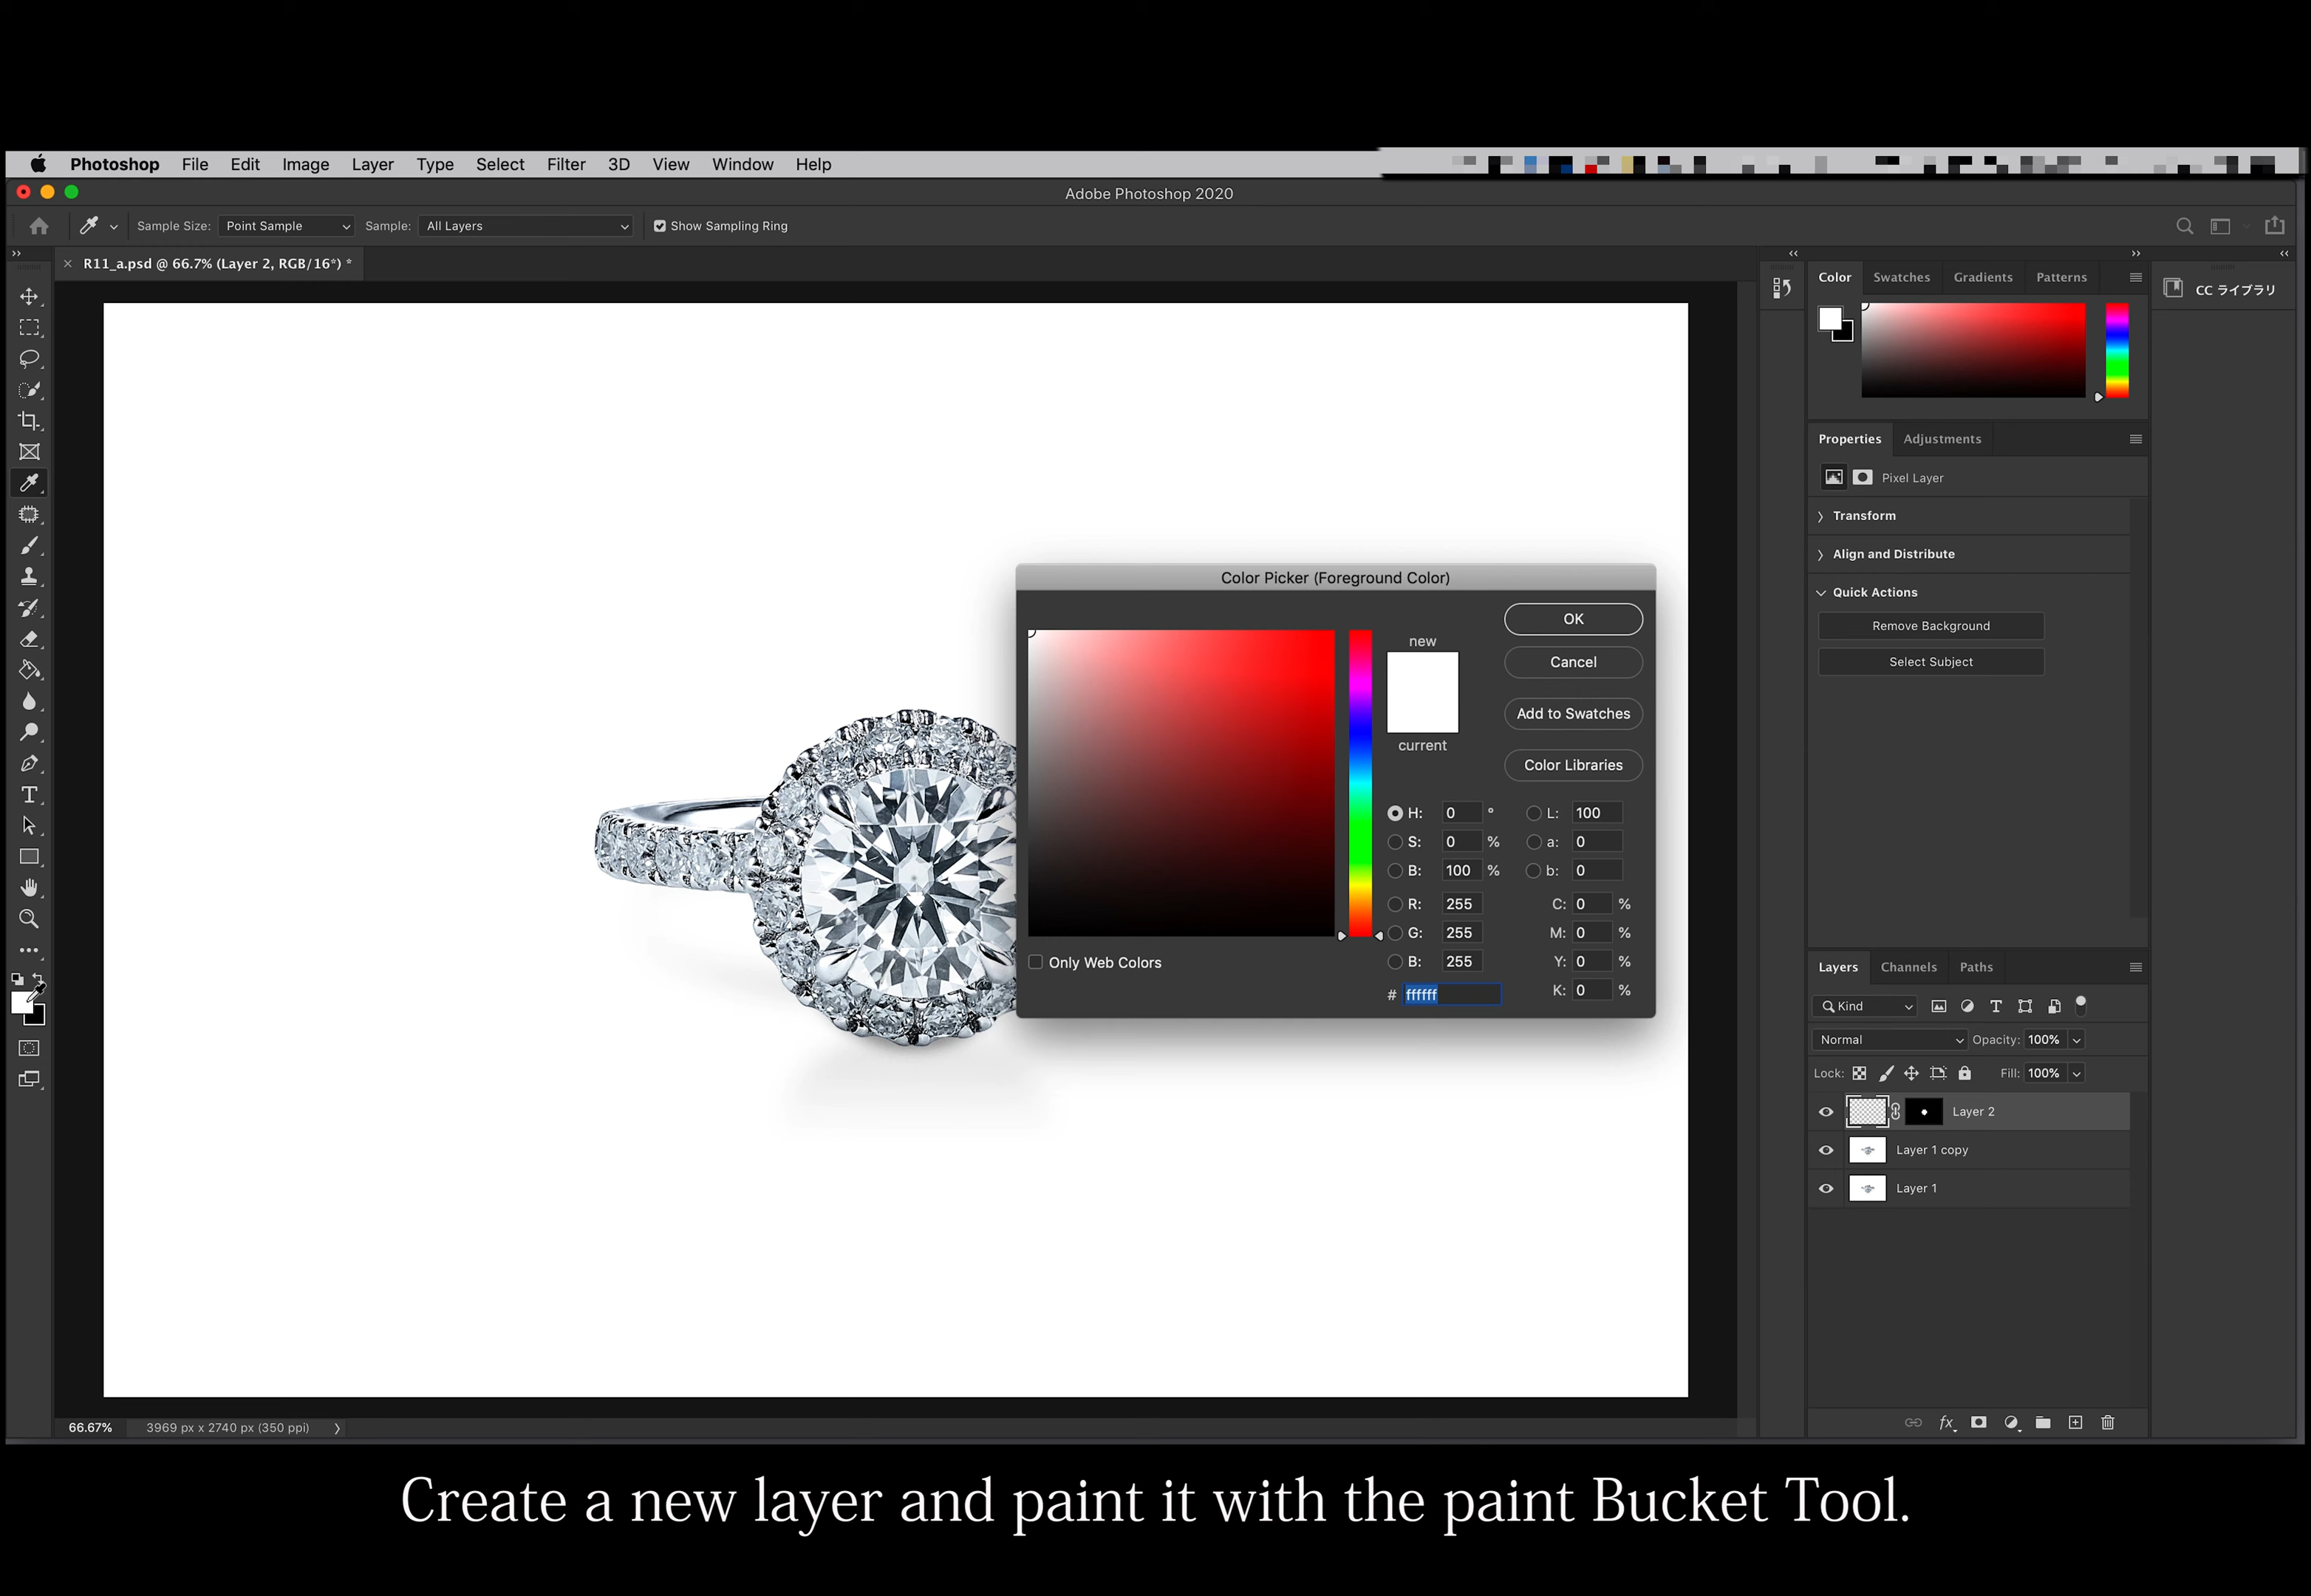 Photoshop File Edit Image Layer Type Select Filter 3D View Window Help
Adobe Photoshop 2020
Sample Size: Point Sample Sample: All Layers Show Sampling Ring
R11_a.psd @ 66.7% (Layer 2, RGB/16*) *
Color Swatches Gradients Patterns
CC ライブラリ
Properties Adjustments
Pixel Layer
Transform
Align and Distribute
Quick Actions
Remove Background
Select Subject
Color Picker (Foreground Color)
new
current
OK
Cancel
Add to Swatches
Color Libraries
H: 0 ° L: 100
S: 0 % a: 0
B: 100 % b: 0
R: 255 C: 0 %
G: 255 M: 0 %
B: 255 Y: 0 %
# ffffff K: 0 %
Only Web Colors
Layers Channels Paths
Kind
Normal Opacity: 100%
Lock: Fill: 100%
Layer 2
Layer 1 copy
Layer 1
fx
66.67% 3969 px x 2740 px (350 ppi)
Create a new layer and paint it with the paint Bucket Tool.